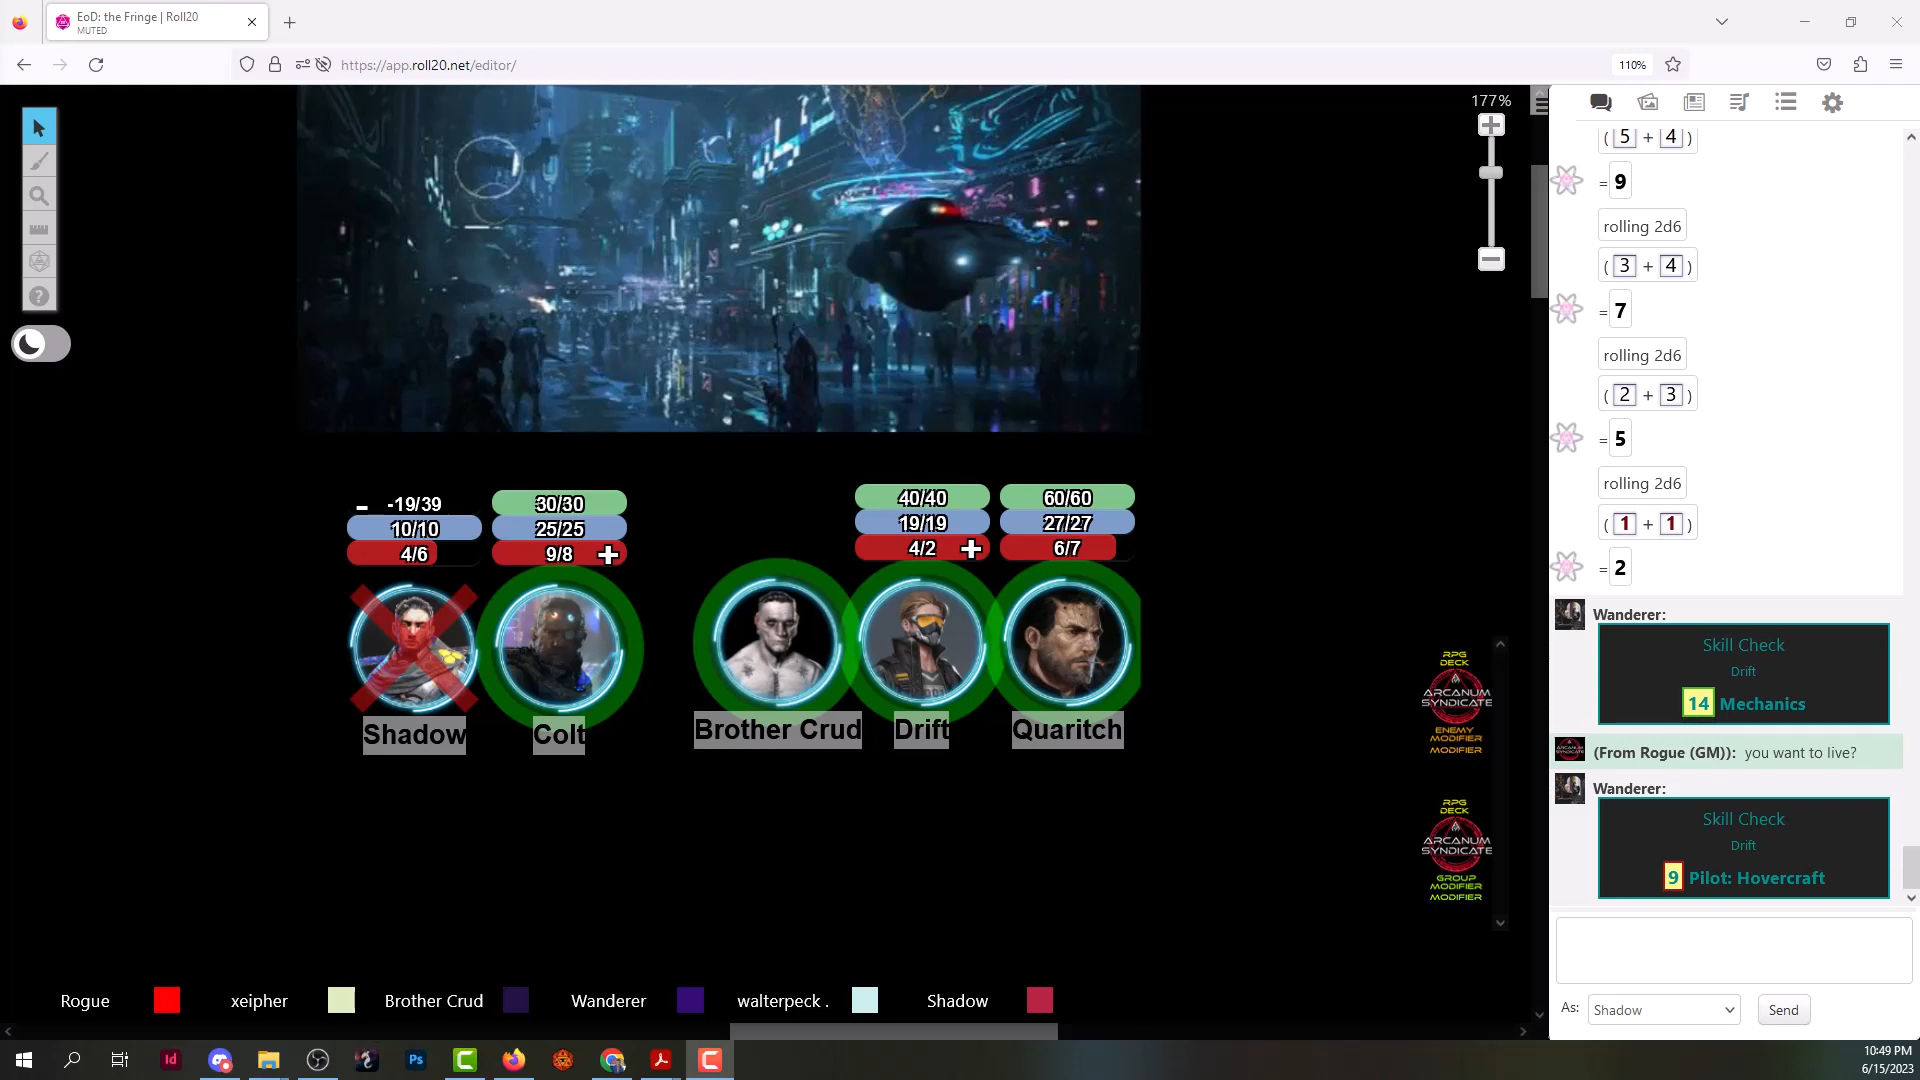 EoD: the Fringe | Roll20
MUTED
https://app.roll20.net/editor/
110%
177%
(5 + 4)
=9
rolling 2d6
(3 + 4)
=7
rolling 2d6
(2 + 3)
=5
rolling 2d6
(1 + 1)
=2
Wanderer:
Skill Check
Drift
14 Mechanics
(From Rogue (GM)): you want to live?
Wanderer:
Skill Check
Drift
9 Pilot: Hovercraft
As: Shadow
Send
-19/39
10/10
4/6
Shadow
30/30
25/25
9/8
Colt
Brother Crud
40/40
19/19
4/2
Drift
60/60
27/27
6/7
Quaritch
RPG
DECK
ARCANUM
SYNDICATE
ENEMY
MODIFIER
MODIFIER
RPG
DECK
ARCANUM
SYNDICATE
GROUP
MODIFIER
MODIFIER
Rogue
xeipher
Brother Crud
Wanderer
walterpeck .
Shadow
Id
Ps
10:49 PM
6/15/2023